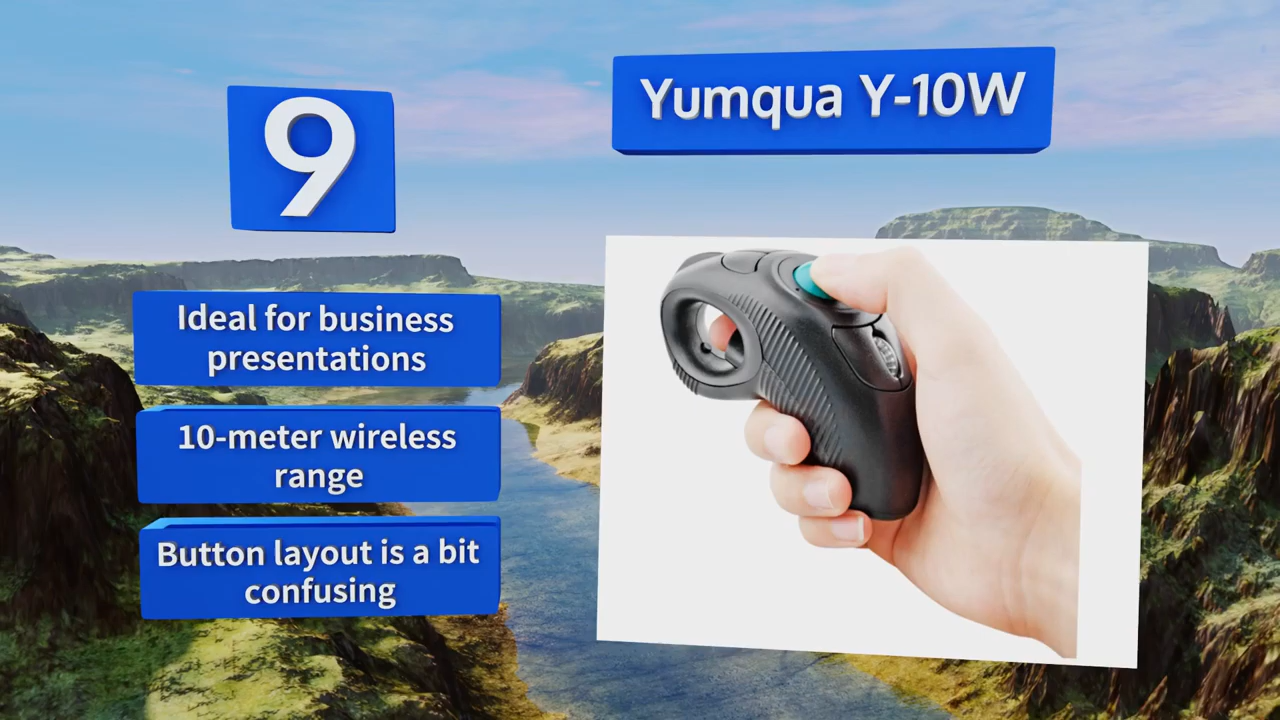 9
Yumqua Y-10W
Ideal for business
presentations
10-meter wireless
range
Button layout is a bit
confusing